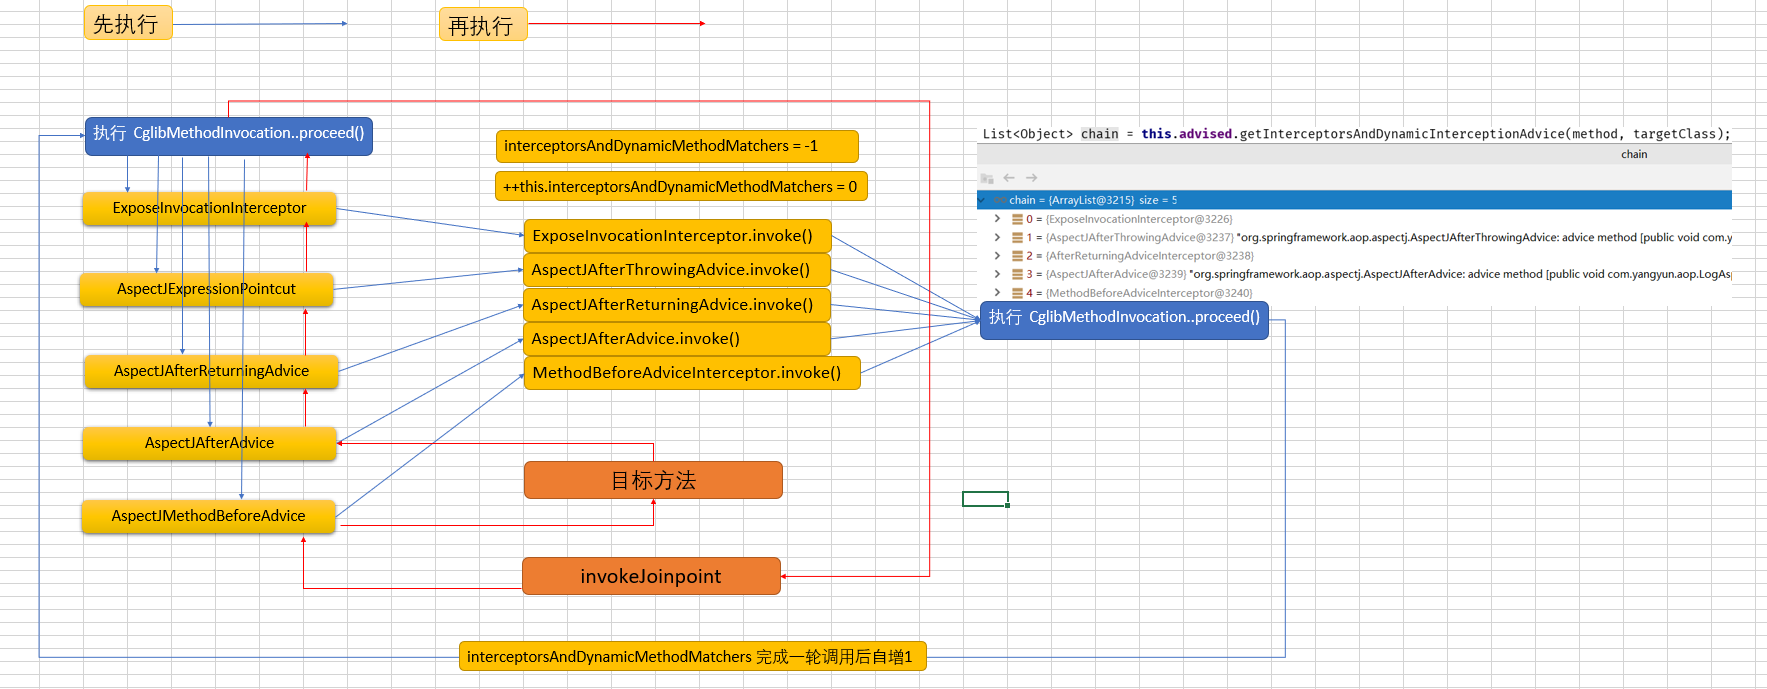 先执行
再执行
执行 CglibMethodInvocation..proceed()
ExposeInvocationInterceptor
AspectJExpressionPointcut
AspectJAfterReturningAdvice
AspectJAfterAdvice
AspectJMethodBeforeAdvice
interceptorsAndDynamicMethodMatchers = -1
++this.interceptorsAndDynamicMethodMatchers = 0
ExposeInvocationInterceptor.invoke()
AspectJAfterThrowingAdvice.invoke()
AspectJAfterReturningAdvice.invoke()
AspectJAfterAdvice.invoke()
MethodBeforeAdviceInterceptor.invoke()
目标方法
invokeJoinpoint
List<Object> chain = this.advised.getInterceptorsAndDynamicInterceptionAdvice(method, targetClass);
chain
chain = {ArrayList@3215} size = 5
0 = {ExposeInvocationInterceptor@3226}
1 = {AspectJAfterThrowingAdvice@3237} "org.springframework.aop.aspectj.AspectJAfterThrowingAdvice: advice method [public void com.y
2 = {AfterReturningAdviceInterceptor@3238}
3 = {AspectJAfterAdvice@3239} "org.springframework.aop.aspectj.AspectJAfterAdvice: advice method [public void com.yangyun.aop.LogAsp
4 = {MethodBeforeAdviceInterceptor@3240}
执行 CglibMethodInvocation..proceed()
interceptorsAndDynamicMethodMatchers 完成一轮调用后自增1